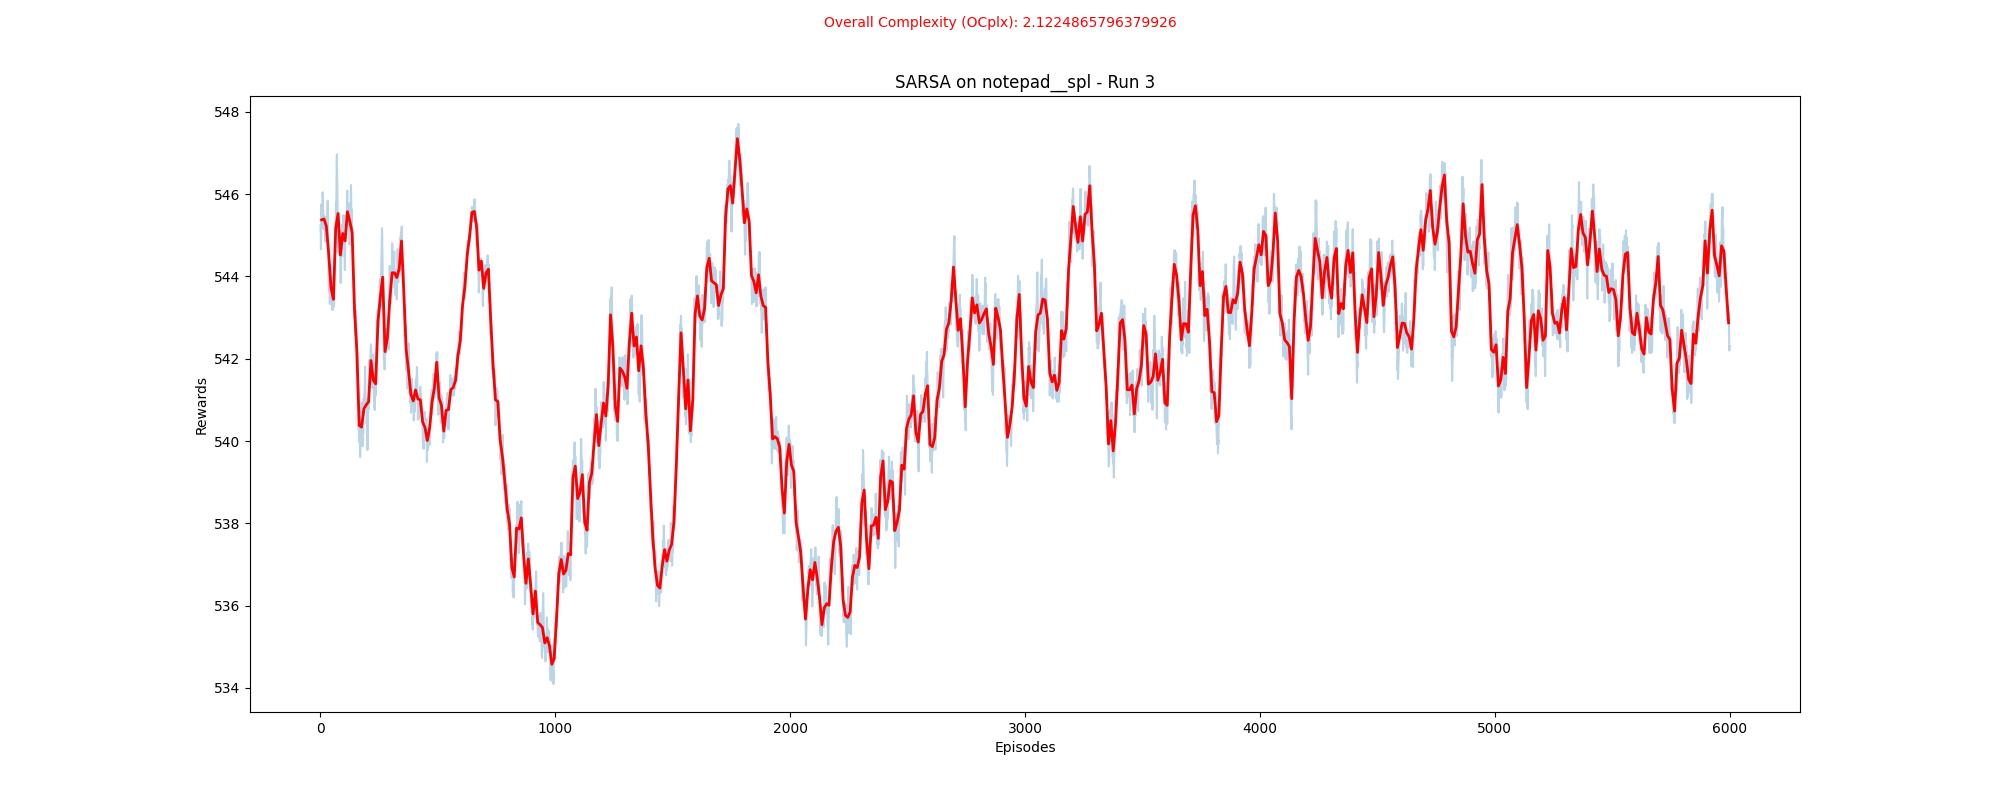 Overall Complexity (OCplx): 2.1224865796379926
SARSA on notepad__spl - Run 3
548
546
544
542
540
538
536
534
Rewards
0 1000 2000 3000 4000 5000 6000
Episodes